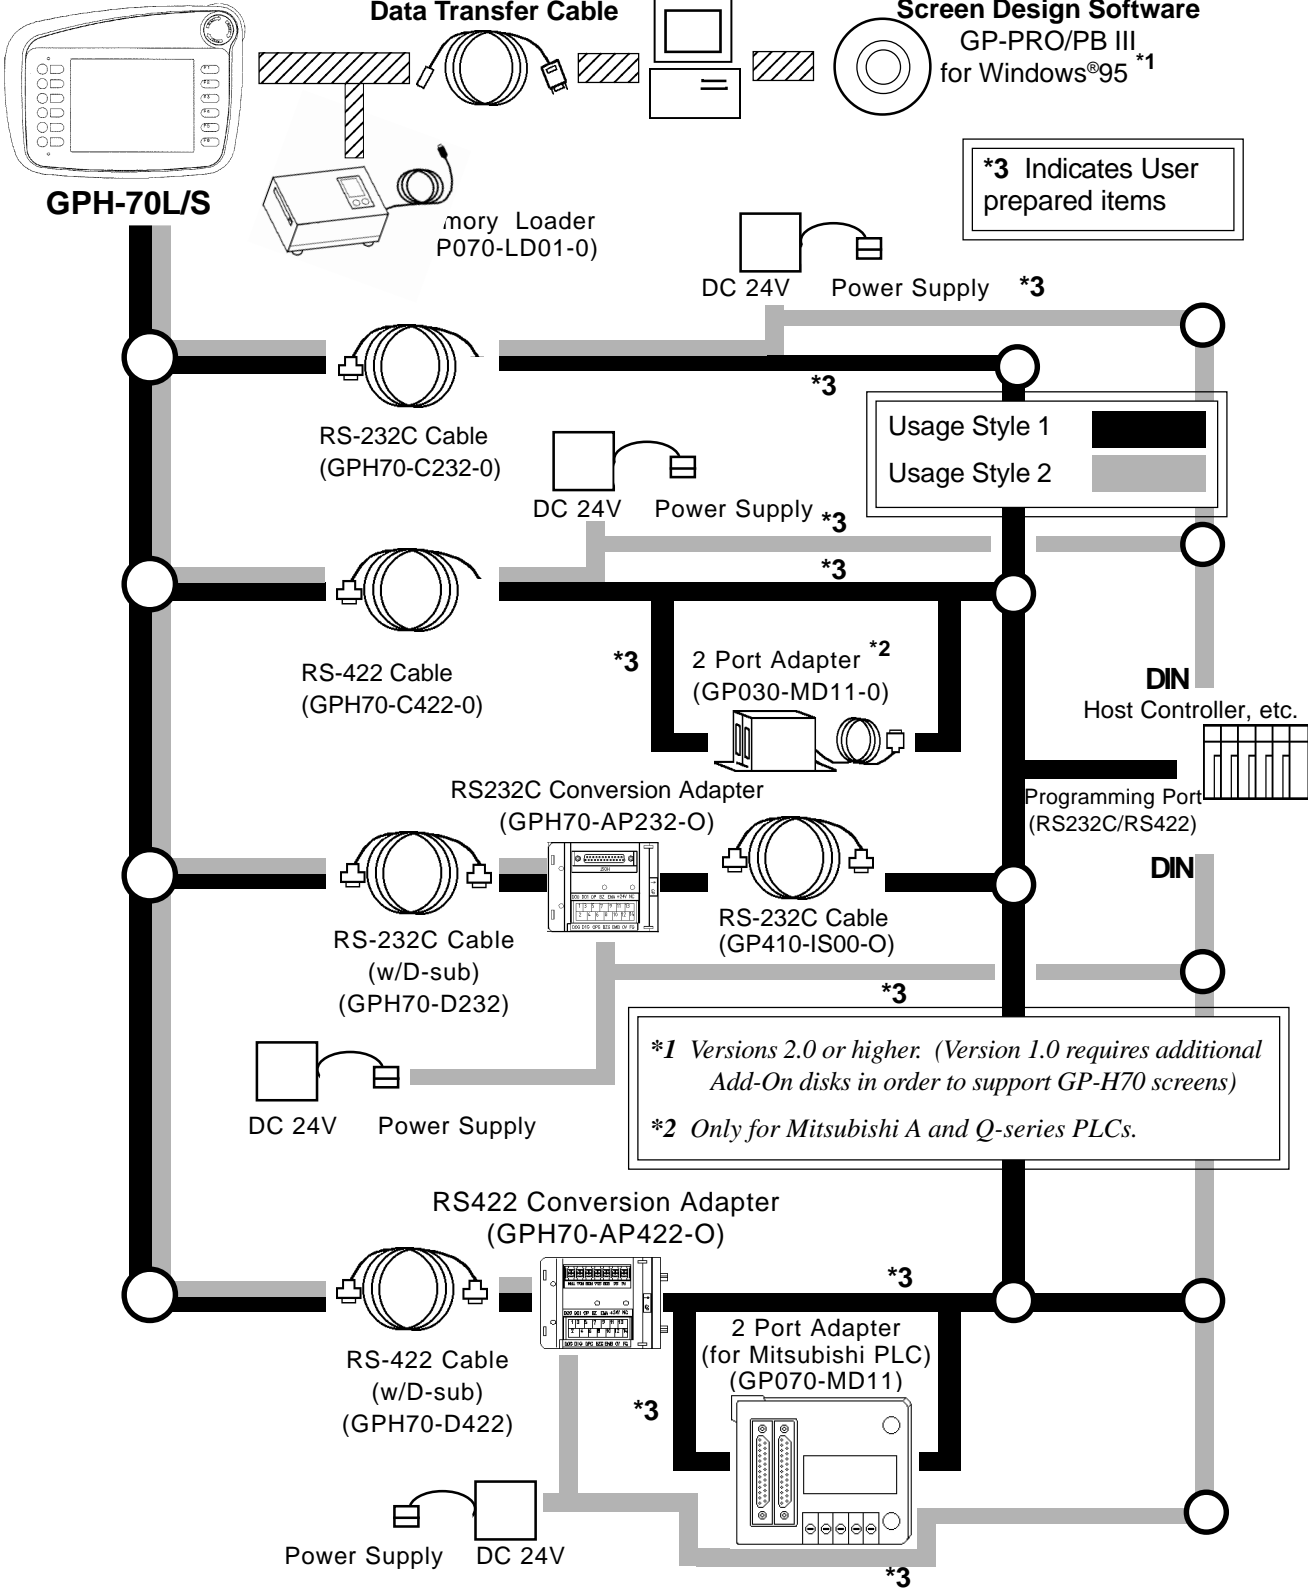 Data Transfer Cable
Screen Design Software
GP-PRO/PB III
for Windows®95 *1
*3 Indicates User
prepared items
GPH-70L/S
mory Loader
P070-LD01-0)
DC 24V Power Supply *3
*3
RS-232C Cable
(GPH70-C232-0)
Usage Style 1
Usage Style 2
DC 24V Power Supply *3
*3
RS-422 Cable
(GPH70-C422-0)
*3
2 Port Adapter *2
(GP030-MD11-0)
DIN
Host Controller, etc.
Programming Port
(RS232C/RS422)
DIN
RS232C Conversion Adapter
(GPH70-AP232-O)
RS-232C Cable
(w/D-sub)
(GPH70-D232)
RS-232C Cable
(GP410-IS00-O)
*3
DC 24V Power Supply
*1 Versions 2.0 or higher. (Version 1.0 requires additional
Add-On disks in order to support GP-H70 screens)
*2 Only for Mitsubishi A and Q-series PLCs.
RS422 Conversion Adapter
(GPH70-AP422-O)
*3
RS-422 Cable
(w/D-sub)
(GPH70-D422)
2 Port Adapter
(for Mitsubishi PLC)
(GP070-MD11)
*3
Power Supply DC 24V
*3